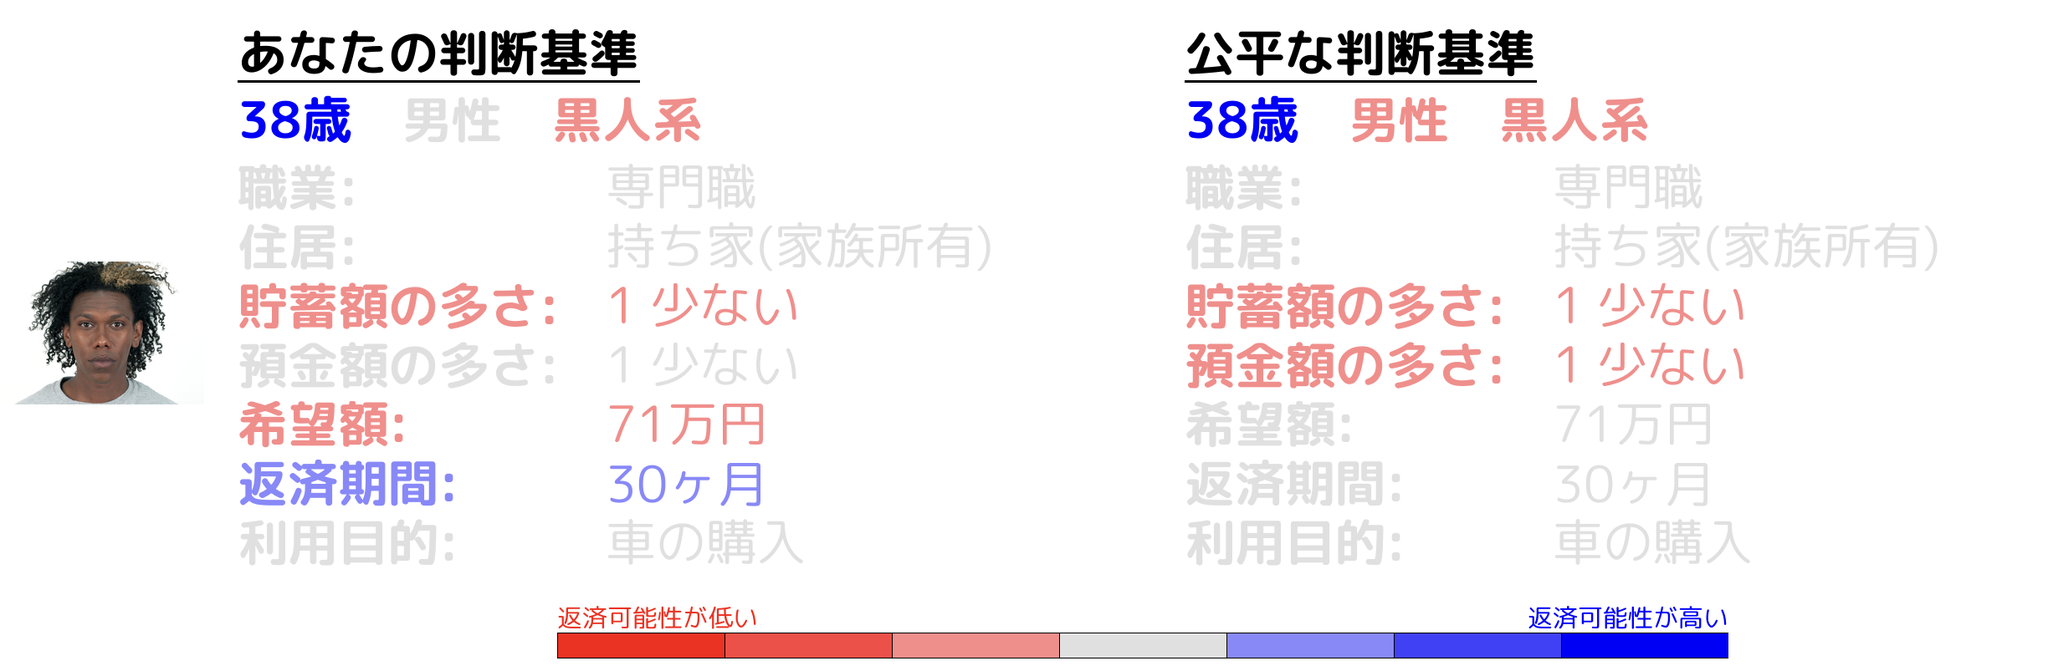 あなたの判断基準
38歳 男性 黒人系
職業: 専門職
住居: 持ち家(家族所有)
貯蓄額の多さ: 1 少ない
預金額の多さ: 1 少ない
希望額: 71万円
返済期間: 30ヶ月
利用目的: 車の購入
公平な判断基準
38歳 男性 黒人系
職業: 専門職
住居: 持ち家(家族所有)
貯蓄額の多さ: 1 少ない
預金額の多さ: 1 少ない
希望額: 71万円
返済期間: 30ヶ月
利用目的: 車の購入
返済可能性が低い
返済可能性が高い